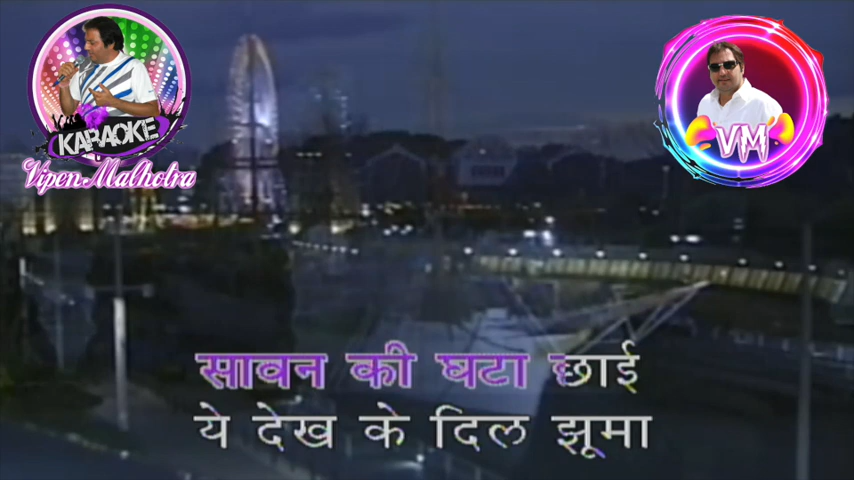 KARAOKE
Vipen Malhotra
VM
सावन की घटा छाई
ये देख के दिल झूमा